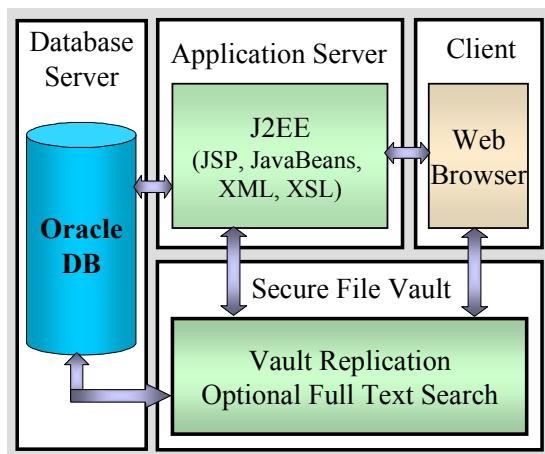 Database
Server
Oracle
DB
Application Server
J2EE
(JSP, JavaBeans,
XML, XSL)
Client
Web
Browser
Secure File Vault
Vault Replication
Optional Full Text Search